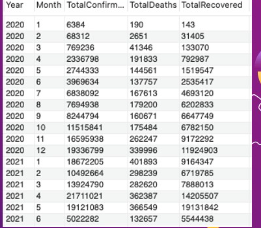 Year Month TotalConfirm... TotalDeaths TotalRecovered
2020 1 6384 190 143
2020 2 68312 2651 31405
2020 3 769236 41346 133070
2020 4 2336798 191833 792987
2020 5 2744333 144561 1519547
2020 6 3969634 137757 2535417
2020 7 6838092 167613 4693120
2020 8 7694938 179200 6202833
2020 9 8244794 160671 6647749
2020 10 11515841 175484 6782150
2020 11 16595938 262247 9172292
2020 12 19336799 339996 11924903
2021 1 18672205 401893 9164347
2021 2 10492664 298239 6719785
2021 3 13924790 282620 7888013
2021 4 21711021 362387 14205507
2021 5 19121083 366549 19131842
2021 6 5022282 132657 5544438